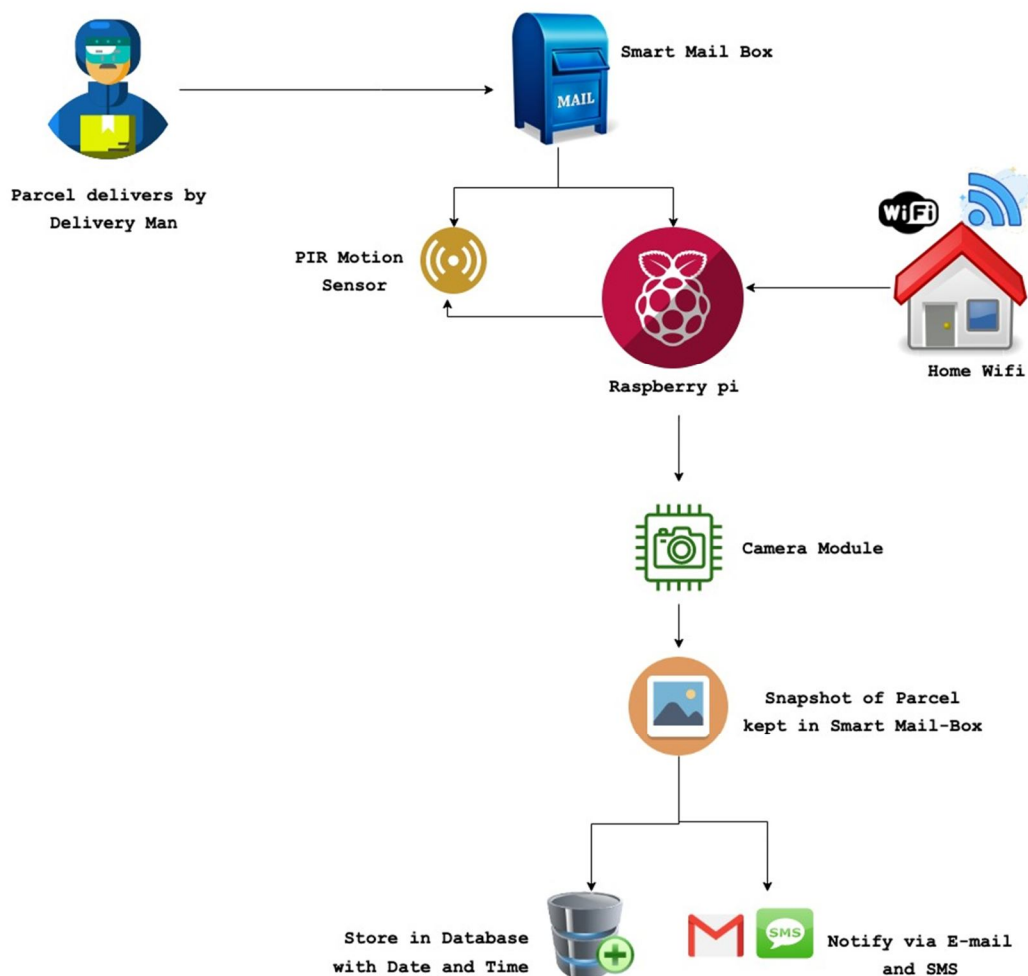 Smart Mail Box
MAIL
Parcel delivers by
Delivery Man
WiFi
PIR Motion
Sensor
Home Wifi
Raspberry pi
Camera Module
Snapshot of Parcel
kept in Smart Mail-Box
SMS
Store in Database
with Date and Time
Notify via E-mail
and SMS